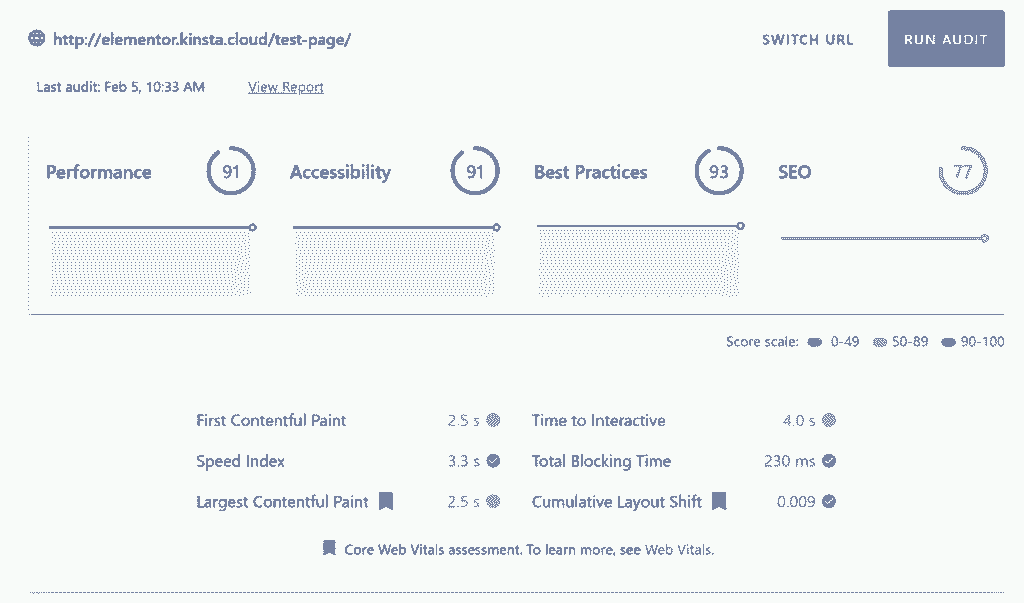 http://elementor.kinsta.cloud/test-page/ SWITCH URL RUN AUDIT
Last audit: Feb 5, 10:33 AM View Report
Performance 91 Accessibility 91 Best Practices 93 SEO 77
Score scale: 0-49 50-89 90-100
First Contentful Paint 2.5 s Time to Interactive 4.0 s
Speed Index 3.3 s Total Blocking Time 230 ms
Largest Contentful Paint 2.5 s Cumulative Layout Shift 0.009
Core Web Vitals assessment. To learn more, see Web Vitals.